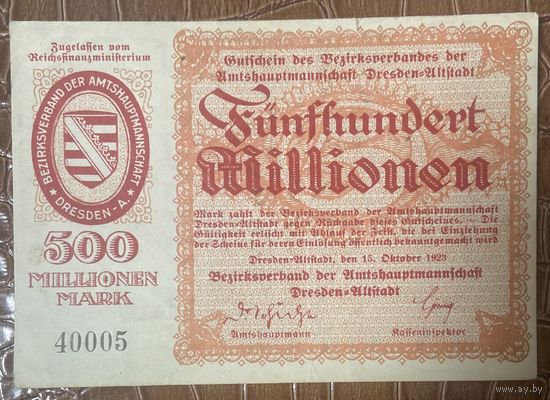 Zugelassen vom
Reichsfinanzministerium
BEZIRKSVERBAND DER AMTSHAUPTMANNSCHAFT
DRESDEN-A.
500
MILLIONEN
MARK
40005
Gutschein des Bezirksverbandes der
Amtshauptmannschaft Dresden-Altstadt
Fünfhundert
Millionen
Mark zahlt der Bezirksverband der Amtshauptmannschaft
Dresden-Altstadt gegen Rückgabe dieses Gutscheines. — Die
Gültigkeit erlischt mit Ablauf der Frist, die bei Einziehung
der Scheine für deren Einlösung öffentlich bekanntgemacht wird
Dresden-Altstadt, den 15. Oktober 1923
Bezirksverband der Amtshauptmannschaft
Dresden-Altstadt
Amtshauptmann
Kasseninspektor
www.ay.by